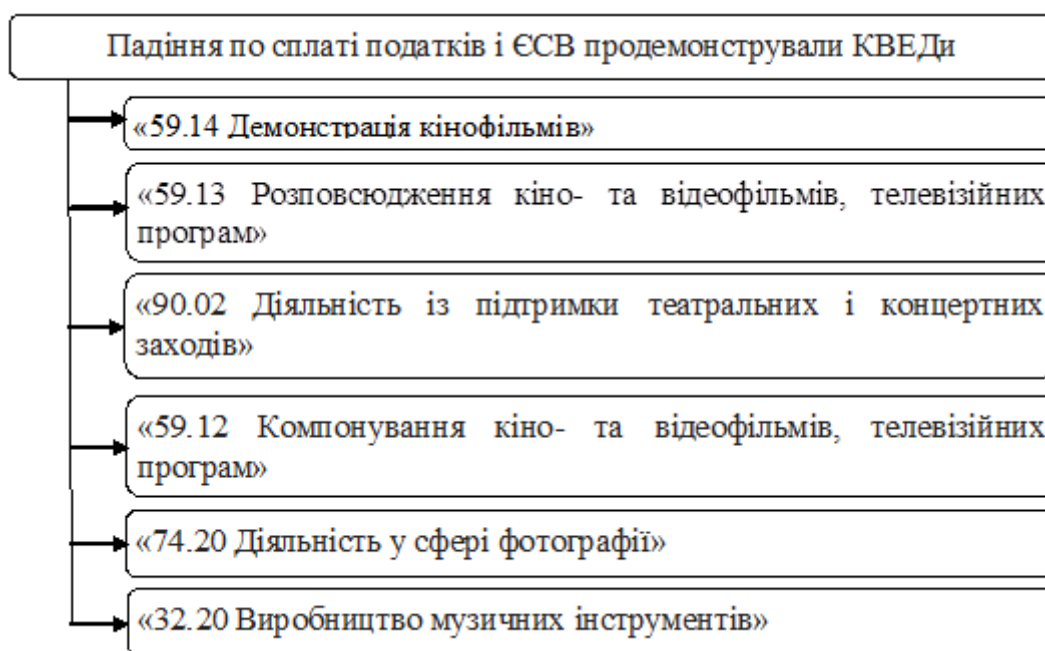 Падіння по сплаті податків і ЄСВ продемонстрували КВЕДи
«59.14 Демонстрація кінофільмів»
«59.13 Розповсюдження кіно- та відеофільмів, телевізійних
програм»
«90.02 Діяльність із підтримки театральних і концертних
заходів»
«59.12 Компонування кіно- та відеофільмів, телевізійних
програм»
«74.20 Діяльність у сфері фотографії»
«32.20 Виробництво музичних інструментів»